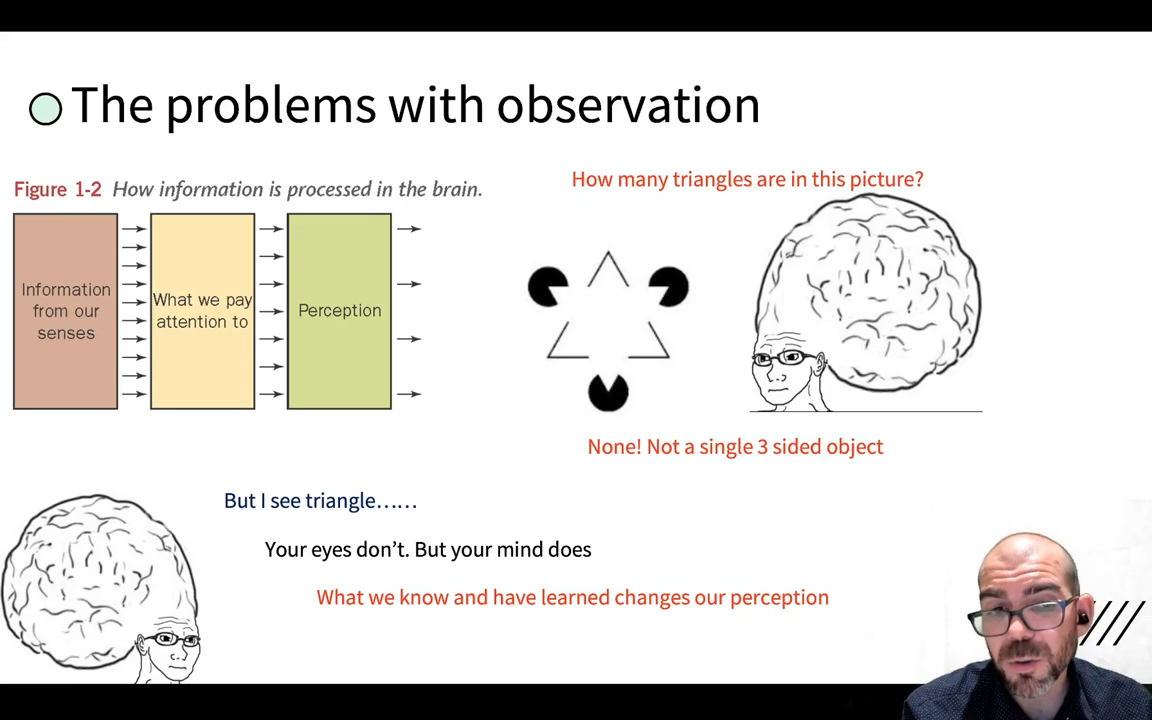 The problems with observation
Figure 1-2 How information is processed in the brain.
Information
from our
senses
What we pay
attention to
Perception
How many triangles are in this picture?
None! Not a single 3 sided object
But I see triangle……
Your eyes don’t. But your mind does
What we know and have learned changes our perception